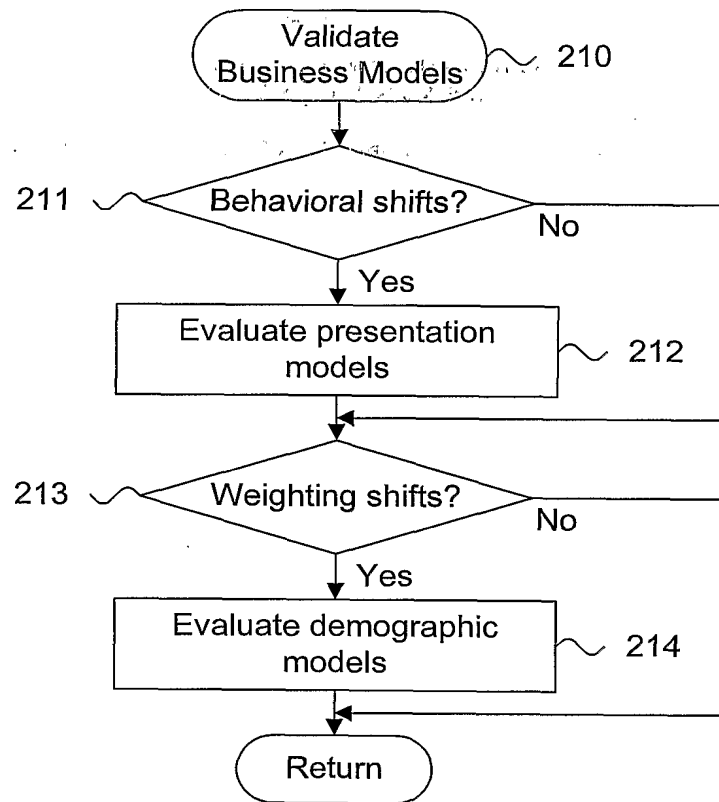 Validate
Business Models
210
211
Behavioral shifts?
No
Yes
Evaluate presentation
models
212
213
Weighting shifts?
No
Yes
Evaluate demographic
models
214
Return